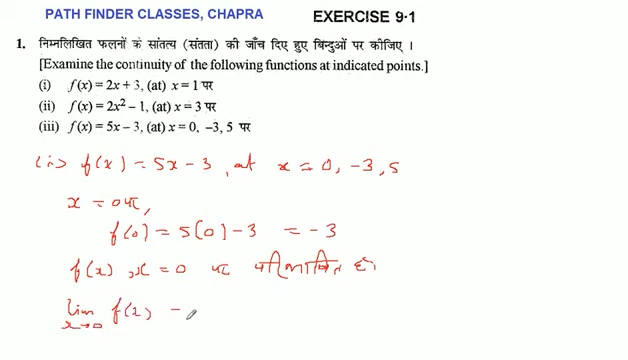 PATH FINDER CLASSES, CHAPRA EXERCISE 9·1
1. निम्नलिखित फलनों के सांतत्य (संतता) की जाँच दिए हुए बिन्दुओं पर कीजिए ।
[Examine the continuity of the following functions at indicated points.]
(i) f(x) = 2x + 3, (at) x = 1 पर
(ii) f(x) = 2x² – 1, (at) x = 3 पर
(iii) f(x) = 5x – 3, (at) x = 0, –3, 5 पर
f(x) = 5x – 3, at x = 0, –3, 5
x = 0 पर,
f(0) = 5(0) – 3 = – 3
f(x), x = 0 पर परिभाषित है।
lim x→0 f(x) =